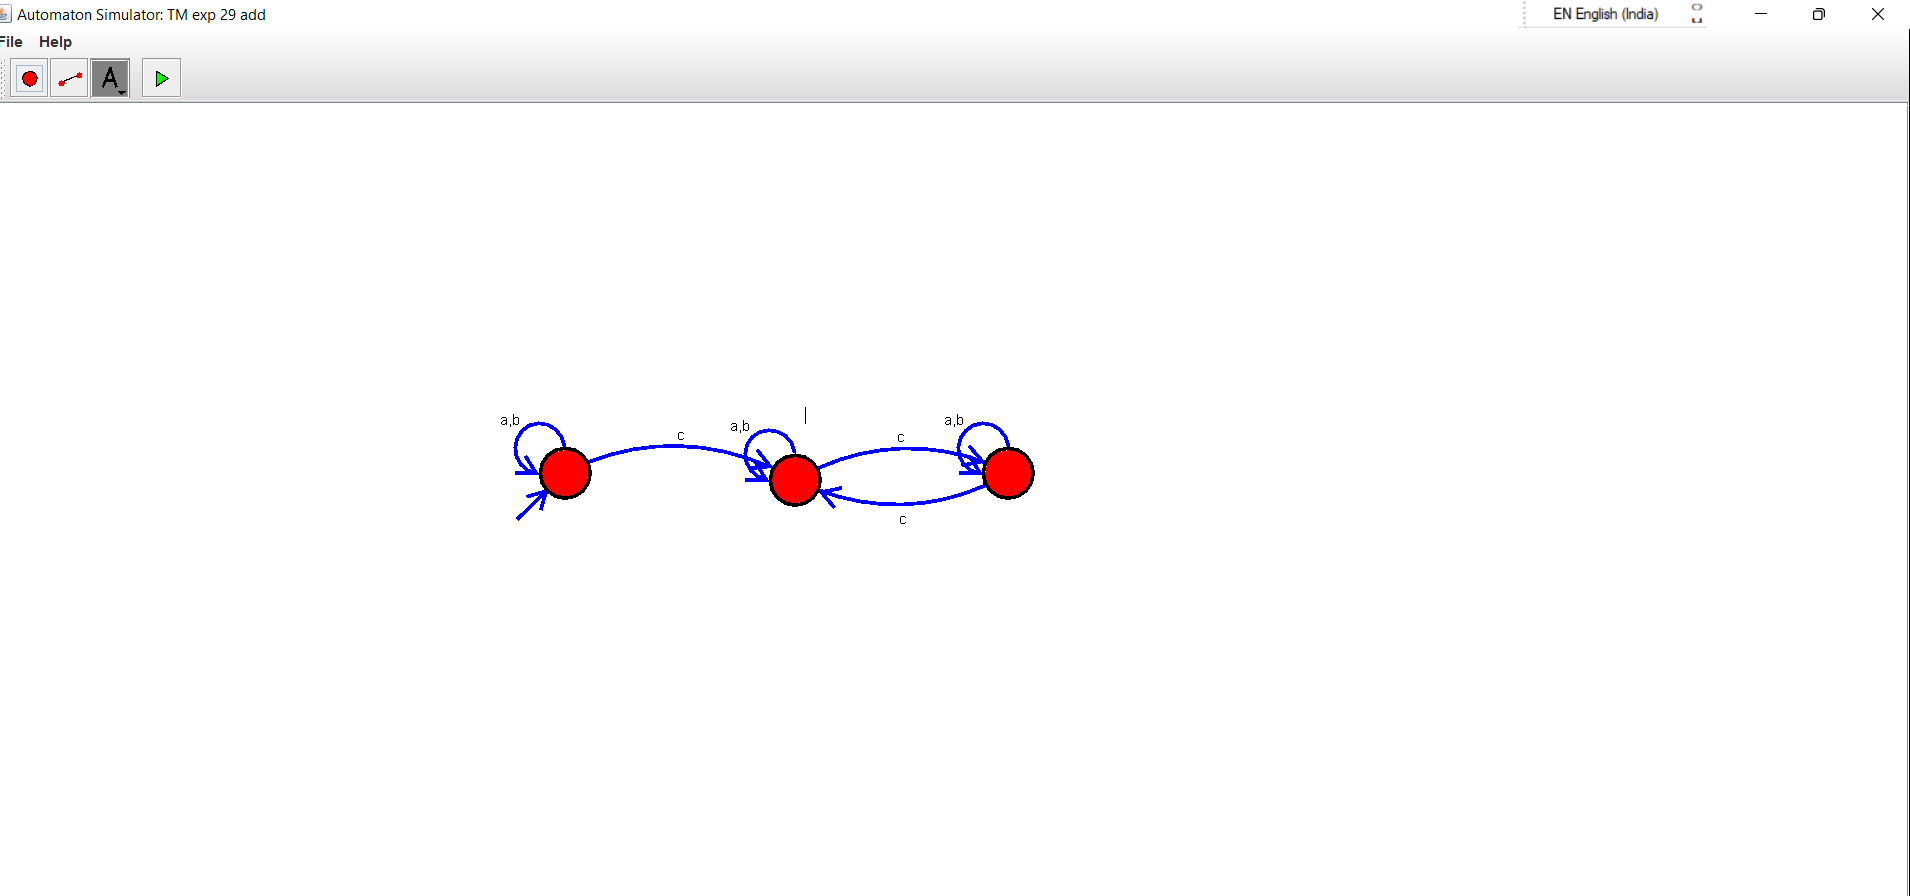 Automaton Simulator: TM exp 29 add
EN English (India)
File Help
A
a,b
c
a,b
c
a,b
c